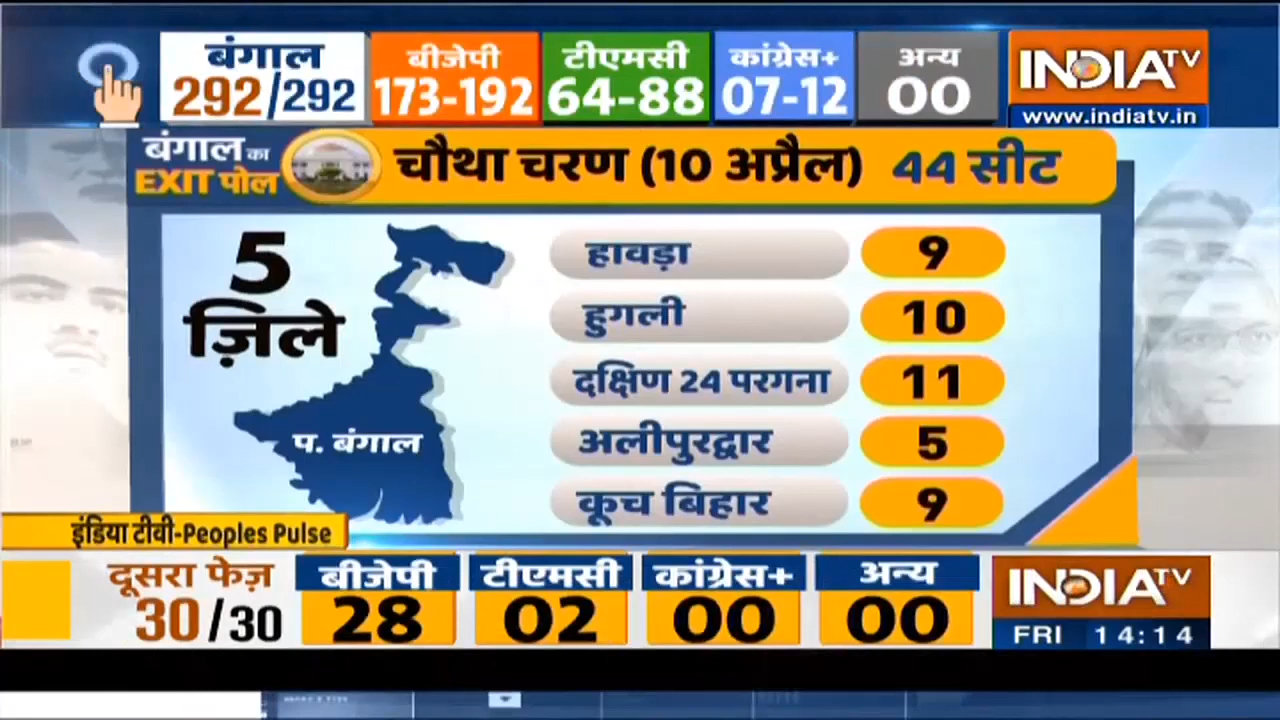 बंगाल
292/292
बीजेपी
173-192
टीएमसी
64-88
कांग्रेस+
07-12
अन्य
00
INDIA TV
www.indiatv.in
बंगाल का
EXIT पोल
चौथा चरण (10 अप्रैल) 44 सीट
5
ज़िले
प. बंगाल
हावड़ा 9
हुगली 10
दक्षिण 24 परगना 11
अलीपुरद्वार 5
कूच बिहार 9
इंडिया टीवी-Peoples Pulse
दूसरा फेज़
30/30
बीजेपी
28
टीएमसी
02
कांग्रेस+
00
अन्य
00
INDIA TV
FRI 14:14